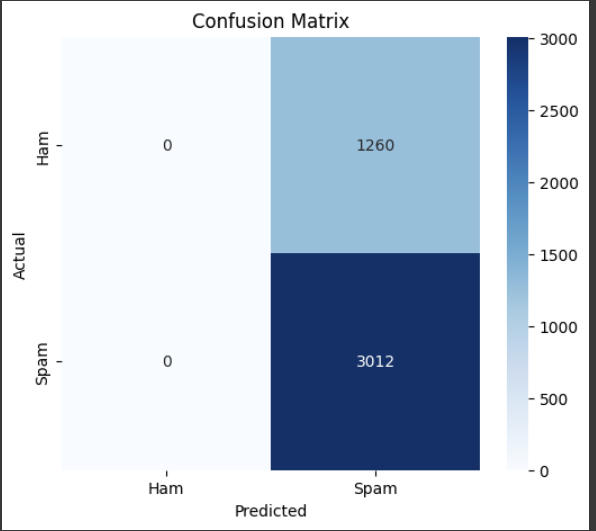 Confusion Matrix
Actual
Ham
0
1260
Spam
0
3012
Ham
Spam
Predicted
3000
2500
2000
1500
1000
500
0